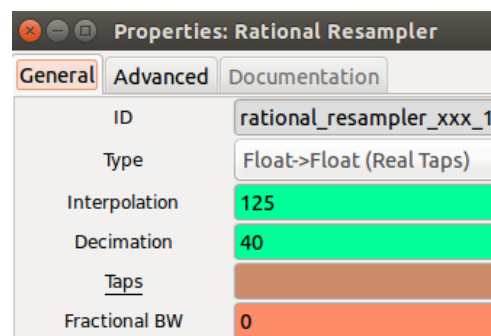 Properties: Rational Resampler
General Advanced Documentation
ID rational_resampler_xxx_1
Type Float->Float (Real Taps)
Interpolation 125
Decimation 40
Taps
Fractional BW 0